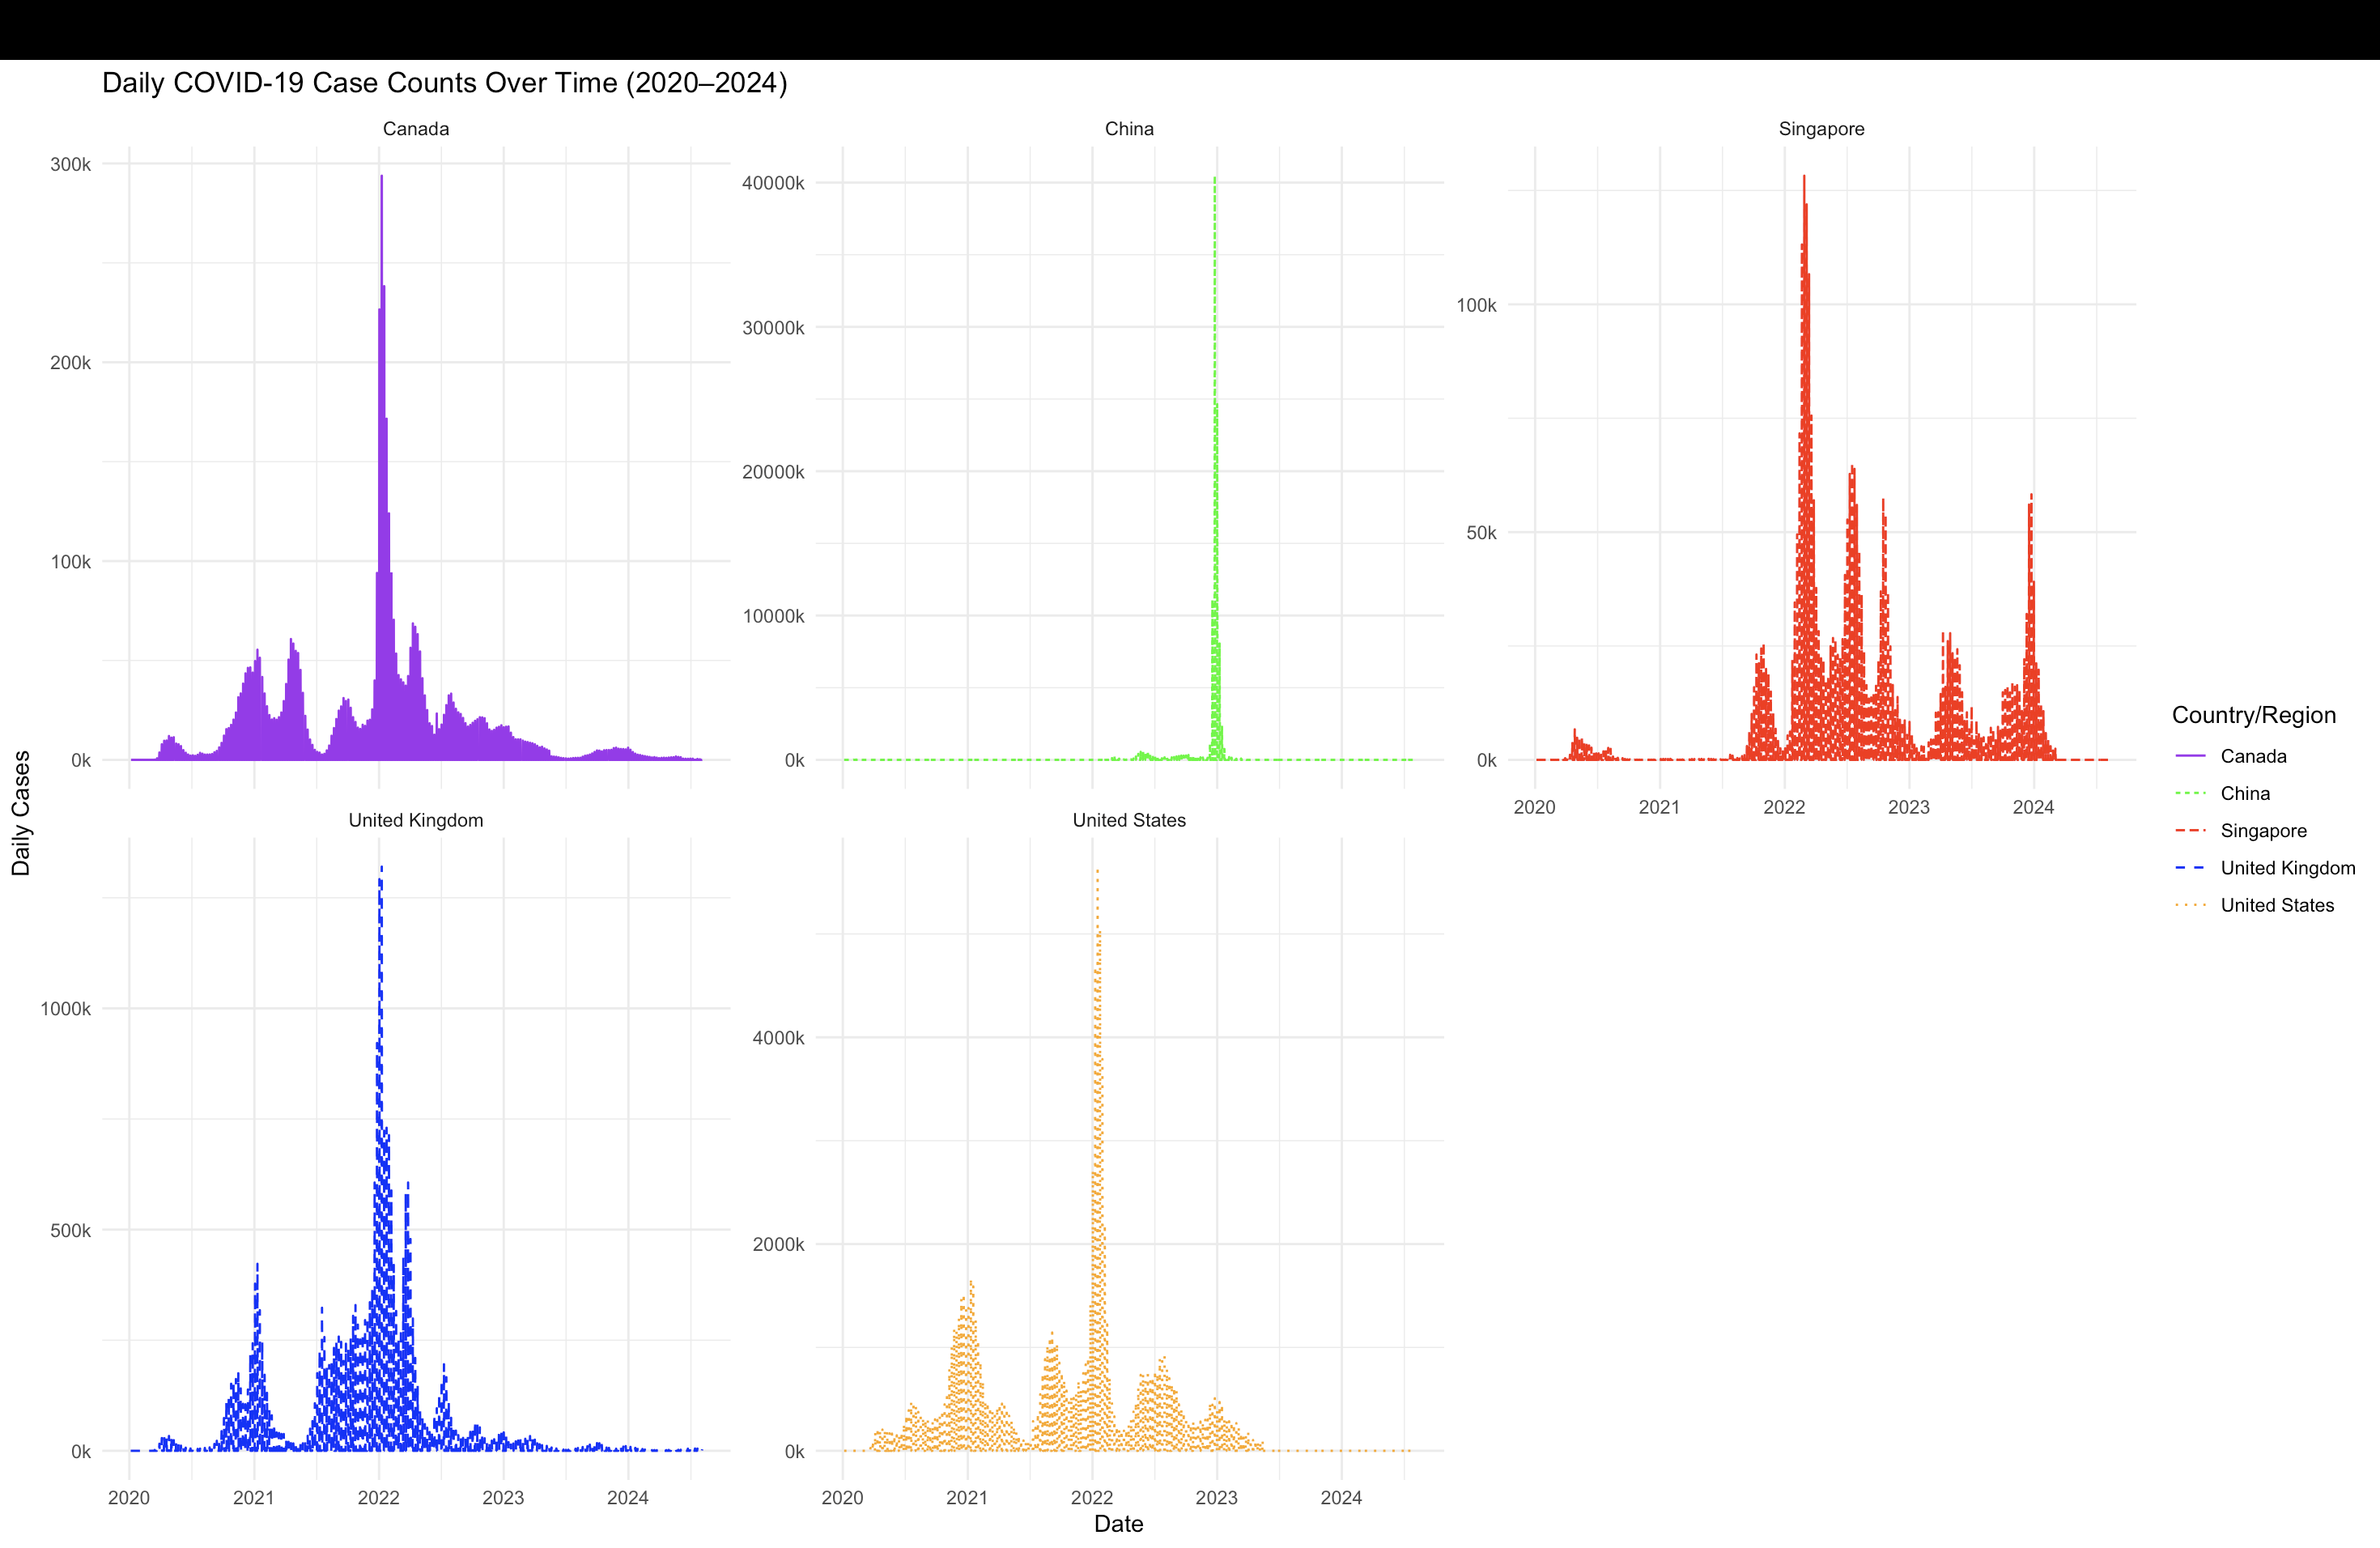 Daily COVID-19 Case Counts Over Time (2020–2024)
Canada
China
Singapore
300k
200k
100k
0k
40000k
30000k
20000k
10000k
0k
100k
50k
0k
2020 2021 2022 2023 2024
Daily Cases
United Kingdom
United States
1000k
500k
0k
4000k
2000k
0k
2020 2021 2022 2023 2024
2020 2021 2022 2023 2024
Date
Country/Region
Canada
China
Singapore
United Kingdom
United States